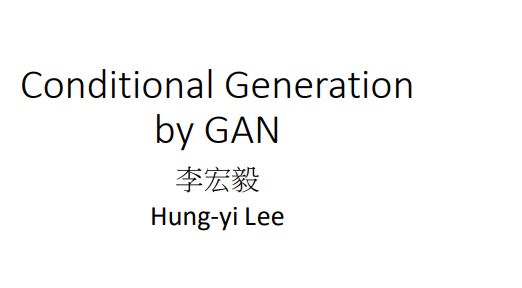 Conditional Generation
by GAN
李宏毅
Hung-yi Lee